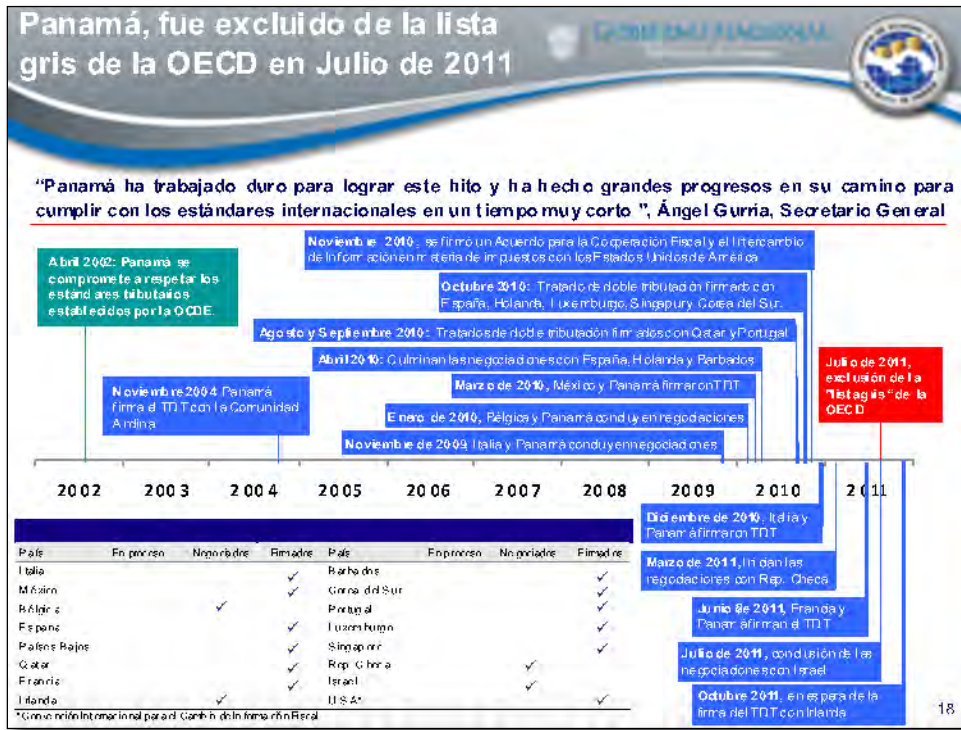 Panamá, fue excluido de la lista
gris de la OECD en Julio de 2011
GOBIERNO NACIONAL
“Panamá ha trabajado duro para lograr este hito y ha hecho grandes progresos en su camino para
cumplir con los estándares internacionales en un tiempo muy corto ”, Ángel Gurria, Secretario General
Noviembre 2010, se firmó un Acuerdo para la Cooperación Fiscal y el Intercambio
de Información en materia de impuestos con los Estados Unidos de América
Abril 2002: Panamá se
compromete a respetar los
estándares tributarios
establecidos por la OCDE.
Octubre 2010: Tratado de doble tributación firmado con
España, Holanda, Luxemburgo, Singapur y Corea del Sur.
Agosto y Septiembre 2010: Tratados de doble tributación firmados con Qatar y Portugal
Abril 2010: Culminan las negociaciones con España, Holanda y Barbados
Julio de 2011,
exclusión de la
"lista gris" de la
OECD
Noviembre 2004 Panamá
firma el TDT con la Comunidad
Andina
Marzo de 2010, México y Panamá firmaron TDT
Enero de 2010, Bélgica y Panamá concluyen negociaciones
Noviembre de 2009, Italia y Panamá concluyen negociaciones
2002 2003 2004 2005 2006 2007 2008 2009 2010 2011
Diciembre de 2010, Italia y
Panamá firmaron TDT
Marzo de 2011, Inician las
negociaciones con Rep. Checa
Junio de 2011, Francia y
Panamá firman el TDT
Julio de 2011, conclusión de las
negociaciones con Israel
Octubre 2011, en espera de la
firma del TDT con Irlanda
País En proceso Negociados Firmados País En proceso Negociados Firmados
Italia ✓ Barbados ✓
México ✓ Corea del Sur ✓
Bélgica ✓ Portugal ✓
Espana ✓ Luxemburgo ✓
Países Bajos ✓ Singapore ✓
Qatar ✓ Rep. Checa ✓
Francia ✓ Israel ✓
Irlanda ✓ U.S.A* ✓
*Convención Internacional para el Cambio de Información Fiscal
18